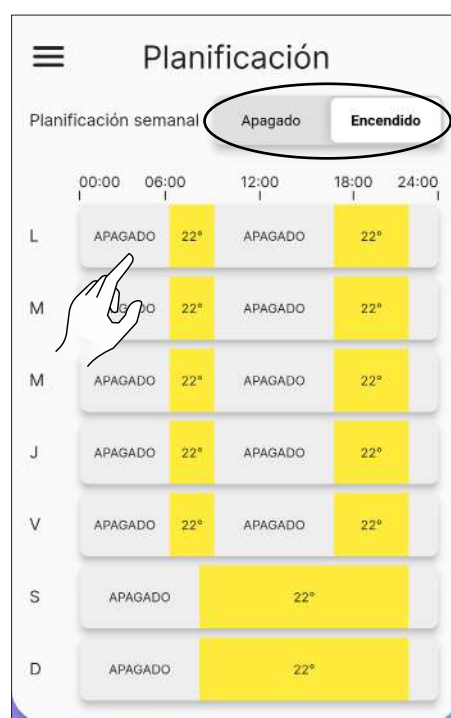 Planificación
Planificación semanal Apagado Encendido
00:00 06:00 12:00 18:00 24:00
L APAGADO 22° APAGADO 22°
M 22° APAGADO 22°
M APAGADO 22° APAGADO 22°
J APAGADO 22° APAGADO 22°
V APAGADO 22° APAGADO 22°
S APAGADO 22°
D APAGADO 22°